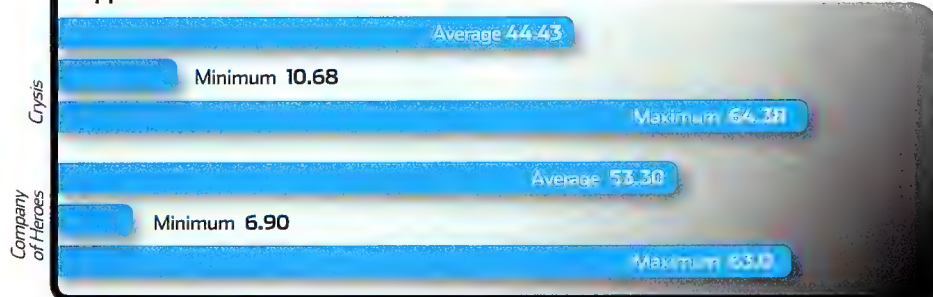 Crysis
Average 44.43
Minimum 10.68
Maximum 64.38
Company
of Heroes
Average 53.30
Minimum 6.90
Maximum 63.0